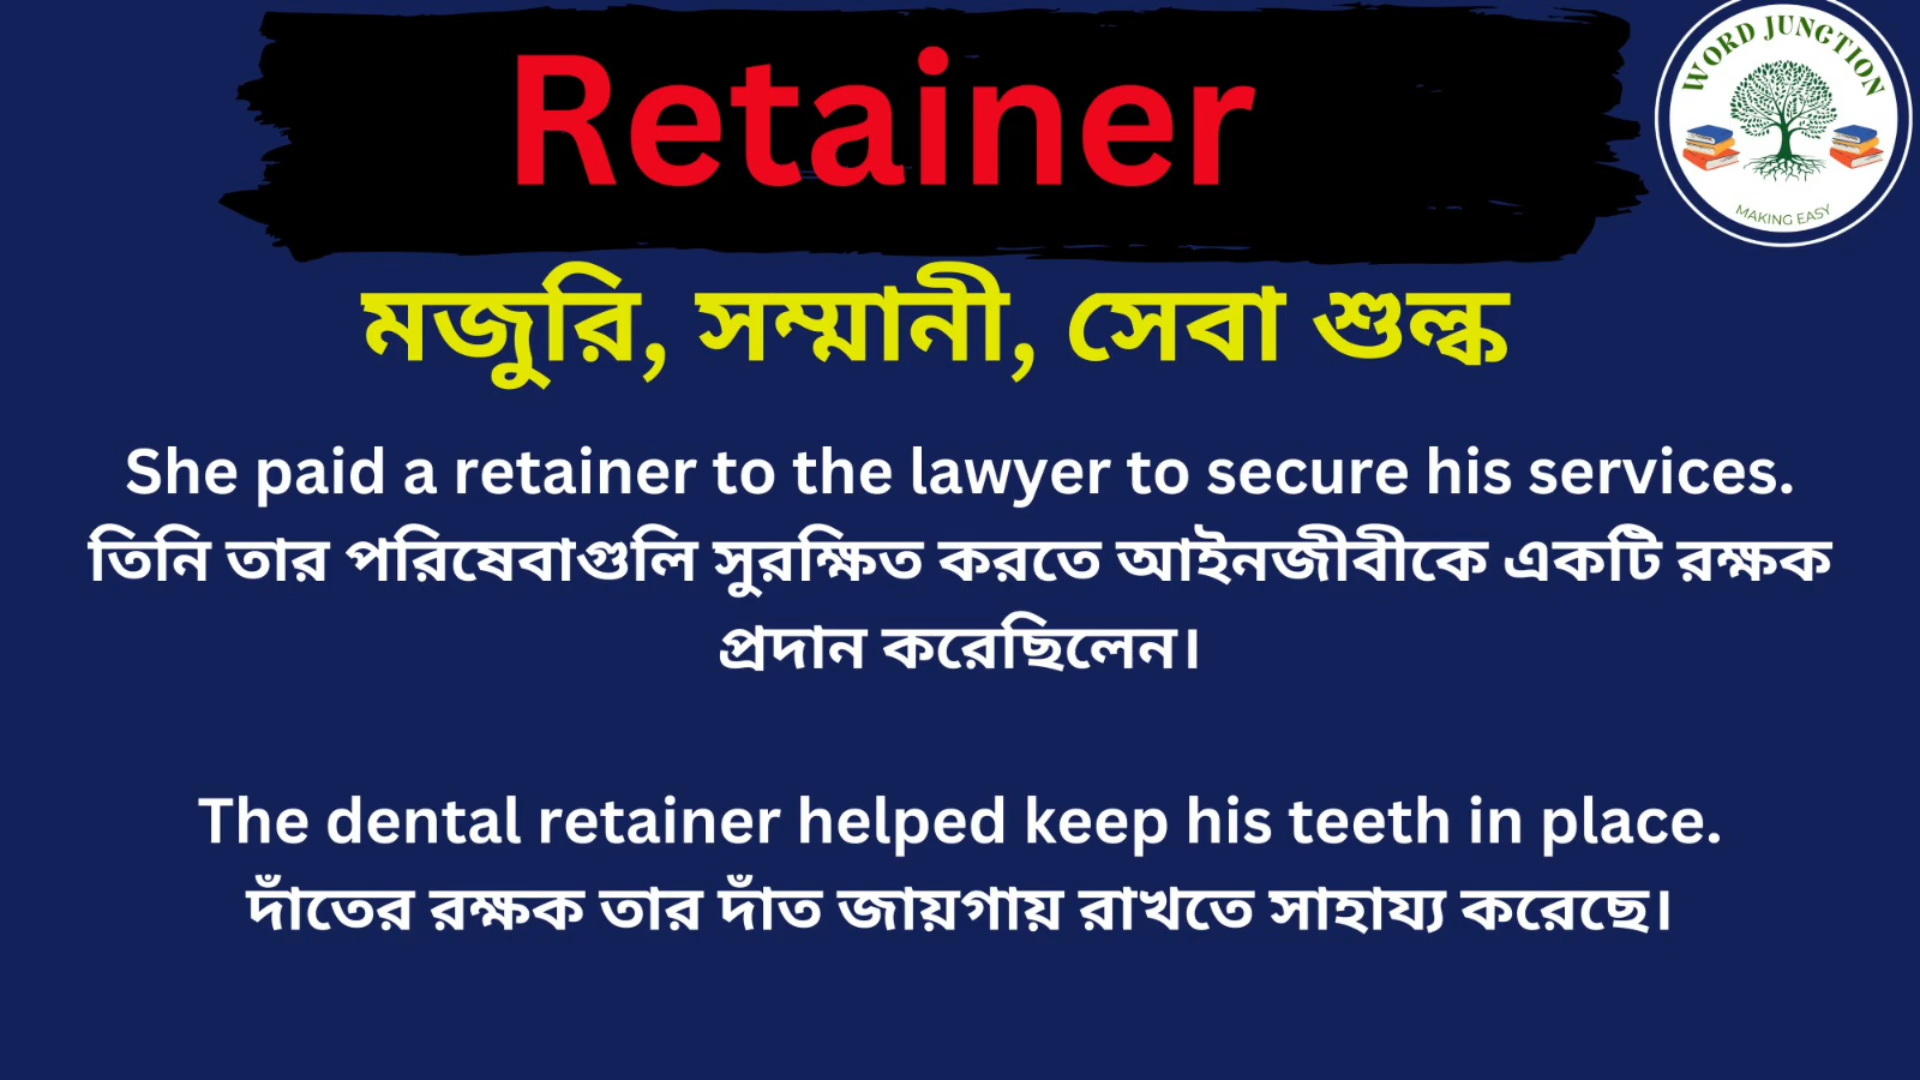 Retainer
WORD JUNCTION
MAKING EASY
মজুরি, সম্মানী, সেবা শুল্ক
She paid a retainer to the lawyer to secure his services.
তিনি তার পরিষেবাগুলি সুরক্ষিত করতে আইনজীবীকে একটি রক্ষক
প্রদান করেছিলেন।
The dental retainer helped keep his teeth in place.
দাঁতের রক্ষক তার দাঁত জায়গায় রাখতে সাহায্য করেছে।